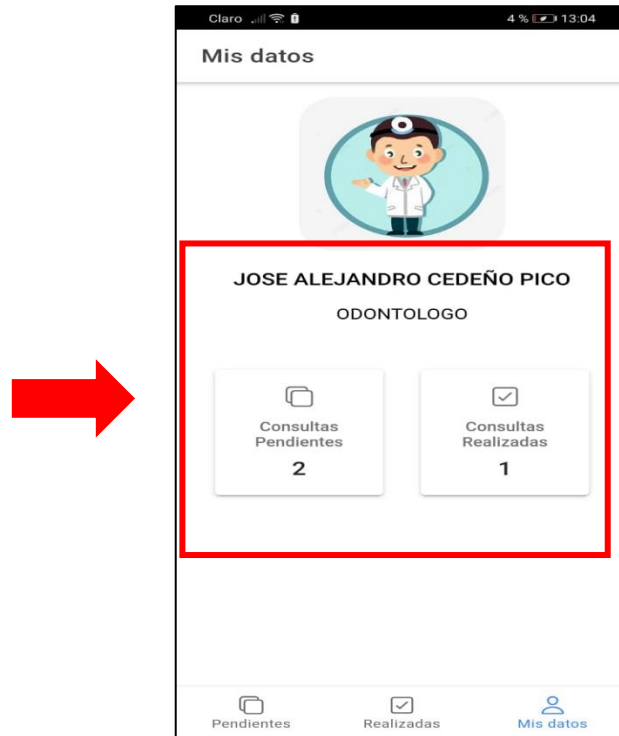 Claro 4 % 13:04
Mis datos
JOSE ALEJANDRO CEDEÑO PICO
ODONTOLOGO
Consultas Consultas
Pendientes Realizadas
2 1
Pendientes Realizadas Mis datos